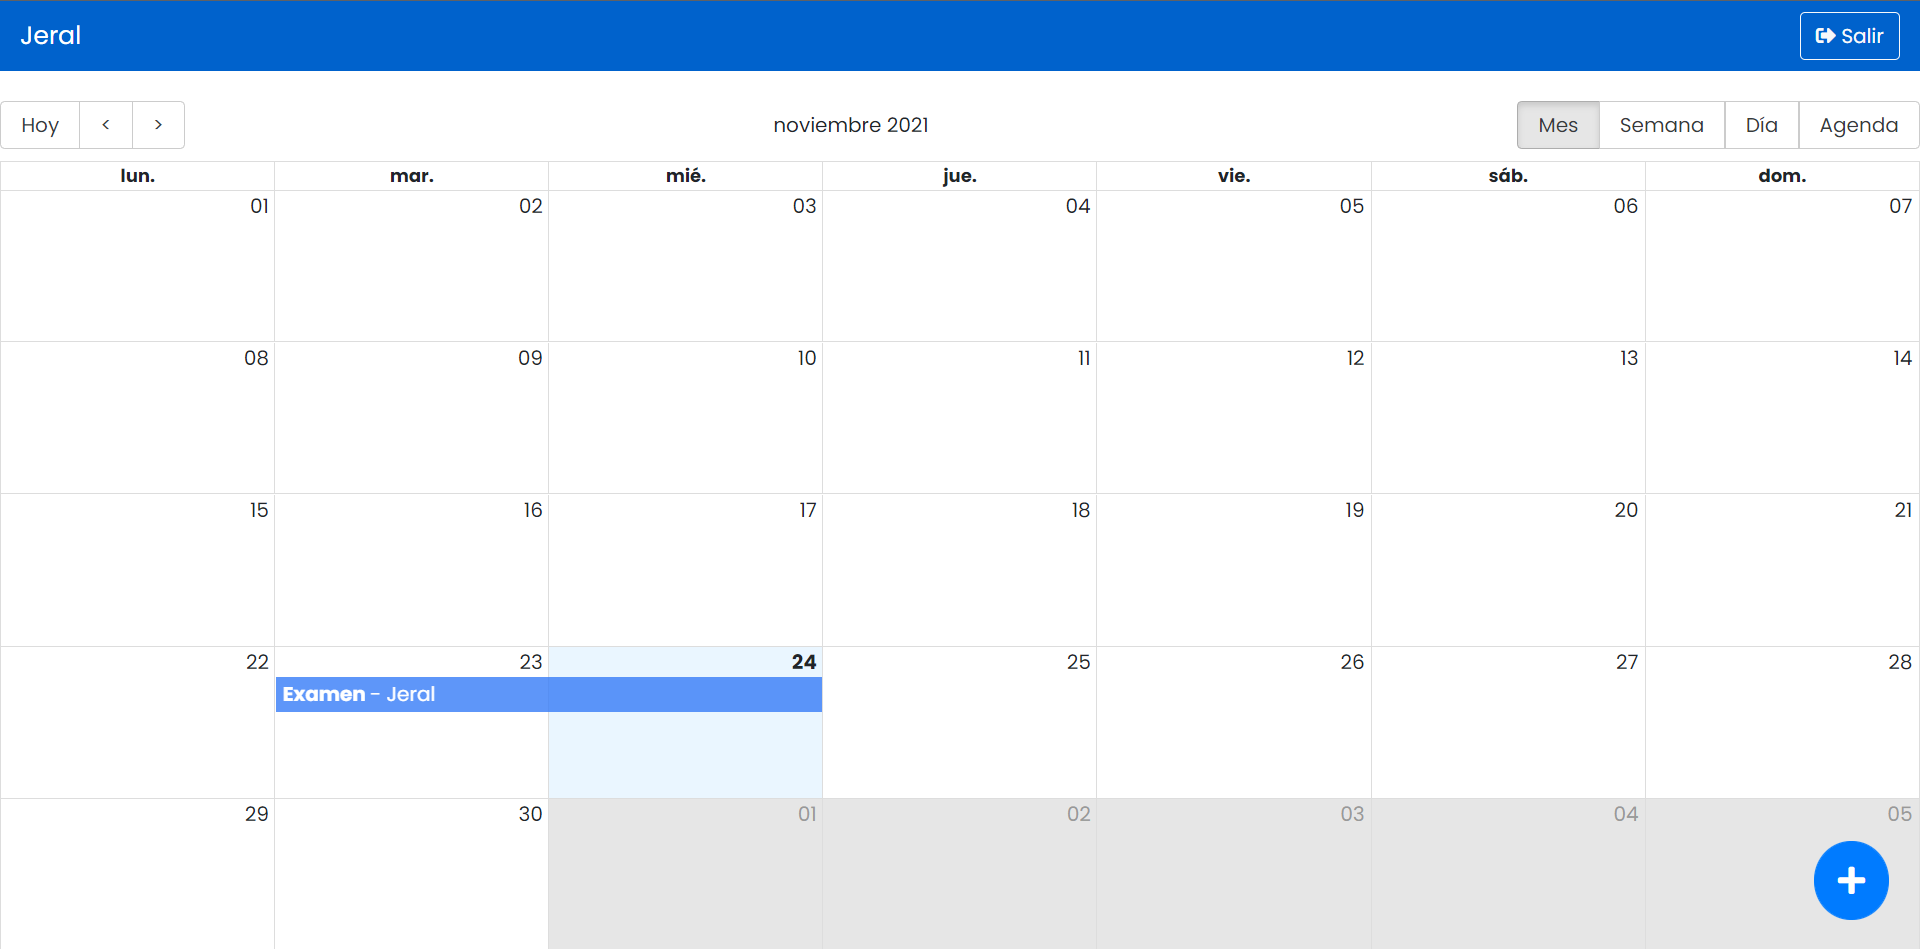 Jeral Salir
Hoy < > noviembre 2021 Mes Semana Día Agenda
lun. mar. mié. jue. vie. sáb. dom.
01 02 03 04 05 06 07
08 09 10 11 12 13 14
15 16 17 18 19 20 21
22 23 24 25 26 27 28
Examen - Jeral
29 30 01 02 03 04 05